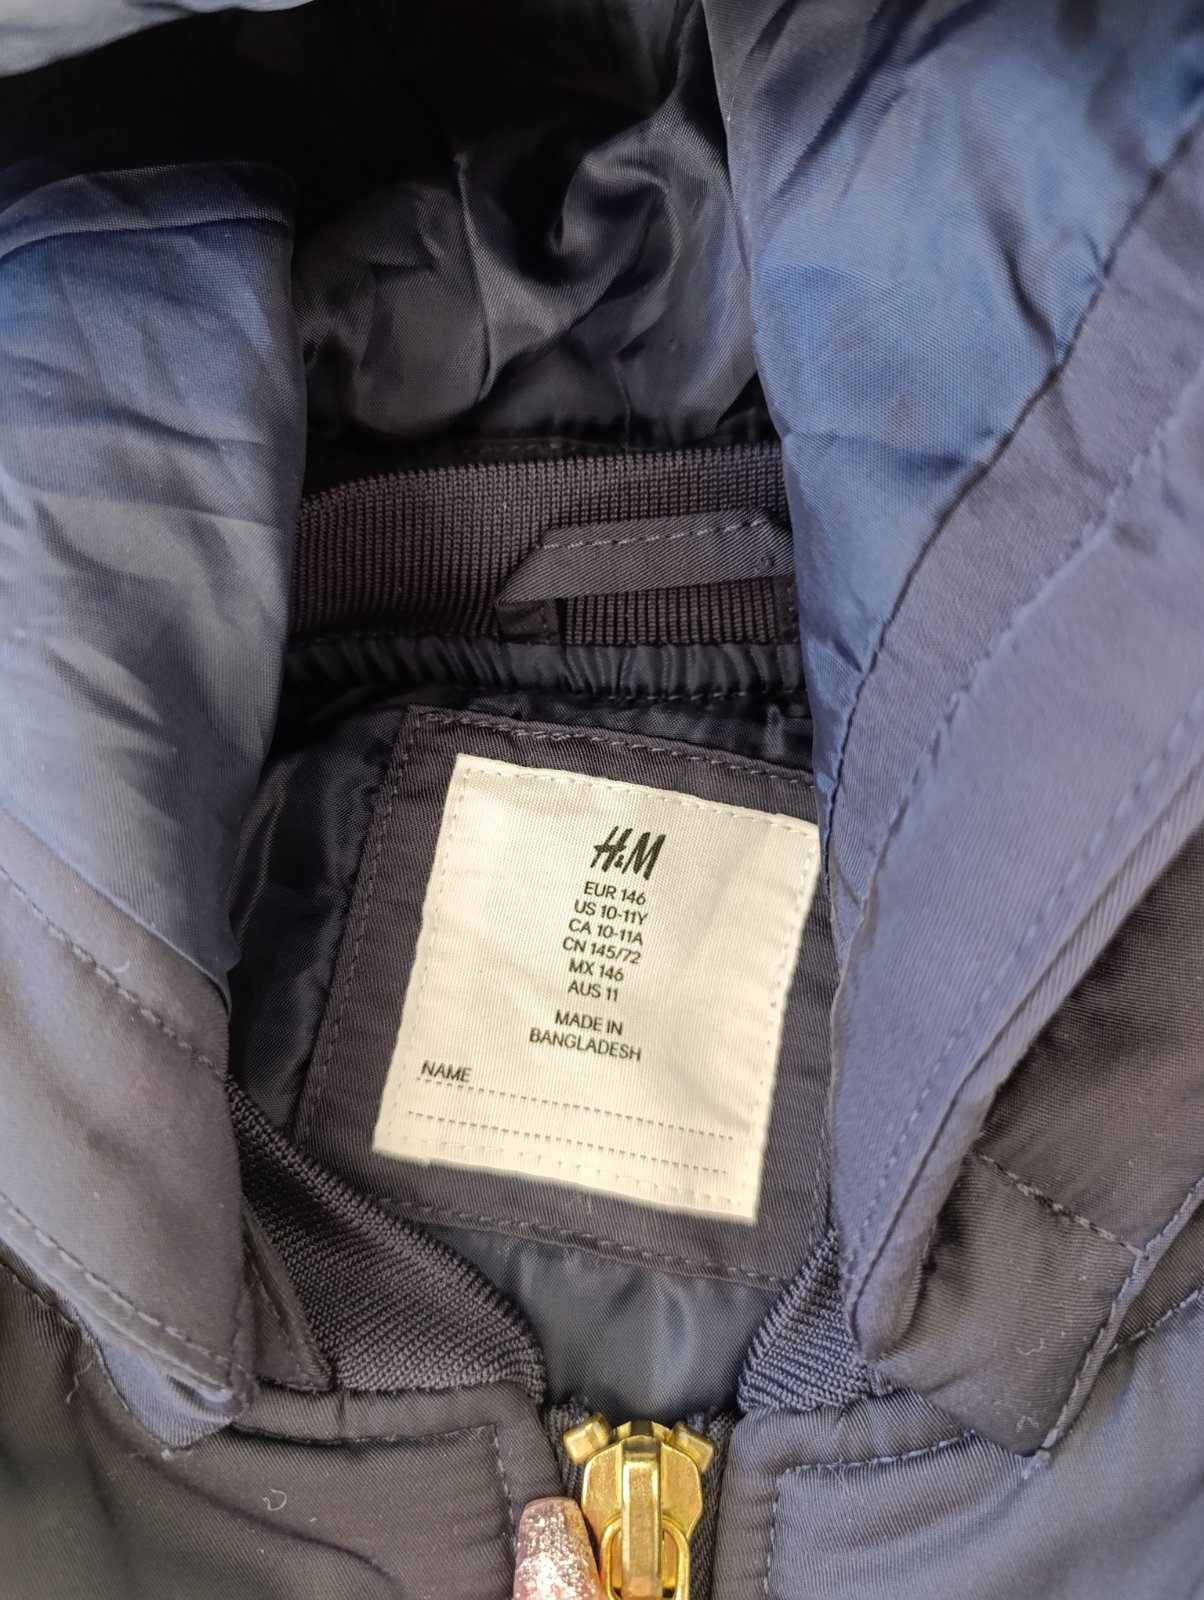 H&M
EUR 146
US 10-11Y
CA 10-11A
CN 145/72
MX 146
AUS 11
MADE IN
BANGLADESH
NAME